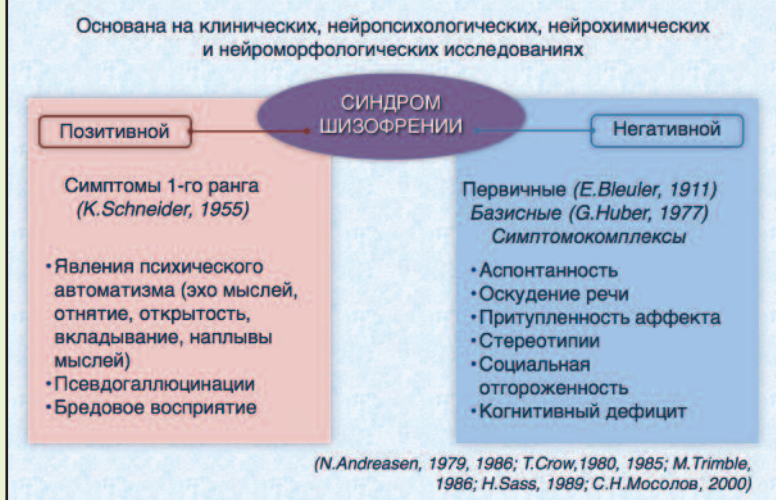 Основана на клинических, нейропсихологических, нейрохимических
и нейроморфологических исследованиях
СИНДРОМ
ШИЗОФРЕНИИ
Позитивной
Симптомы 1-го ранга
(K.Schneider, 1955)
•Явления психического
автоматизма (эхо мыслей,
отнятие, открытость,
вкладывание, наплывы
мыслей)
•Псевдогаллюцинации
•Бредовое восприятие
Негативной
Первичные (E.Bleuler, 1911)
Базисные (G.Huber, 1977)
Симптомокомплексы
•Аспонтанность
•Оскудение речи
•Притупленность аффекта
•Стереотипии
•Социальная
отгороженность
•Когнитивный дефицит
(N.Andreasen, 1979, 1986; T.Crow,1980, 1985; M.Trimble,
1986; H.Sass, 1989; С.Н.Мосолов, 2000)